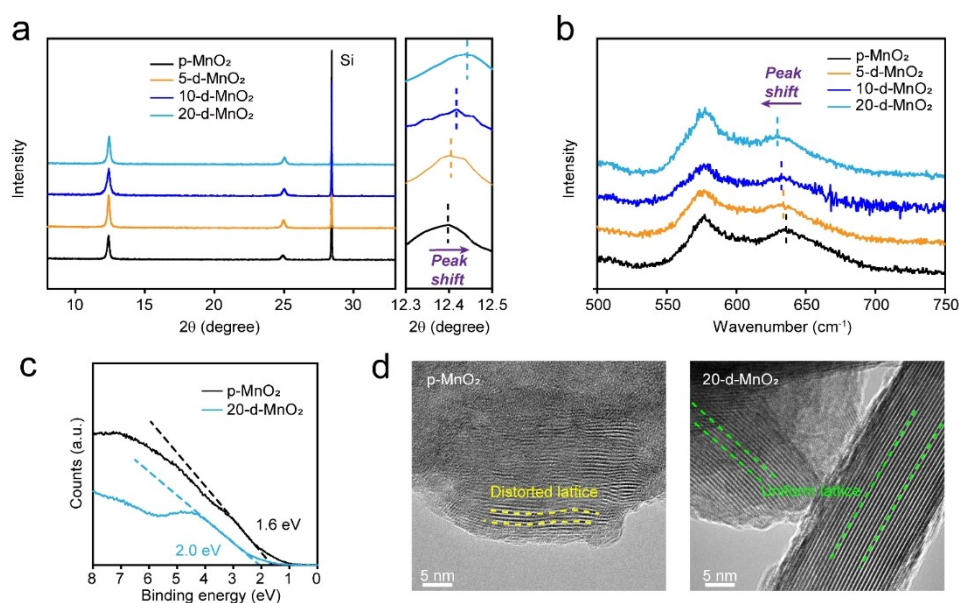 a
p-MnO₂
5-d-MnO₂
10-d-MnO₂
20-d-MnO₂
Si
Intensity
10 15 20 25 30
2θ (degree)
Peak
shift
12.3 12.4 12.5
2θ (degree)
b
p-MnO₂
5-d-MnO₂
10-d-MnO₂
20-d-MnO₂
Peak
shift
Intensity
500 550 600 650 700 750
Wavenumber (cm⁻¹)
c
p-MnO₂
20-d-MnO₂
Counts (a.u.)
1.6 eV
2.0 eV
8 7 6 5 4 3 2 1 0
Binding energy (eV)
d
p-MnO₂
Distorted lattice
5 nm
20-d-MnO₂
Uniform lattice
5 nm